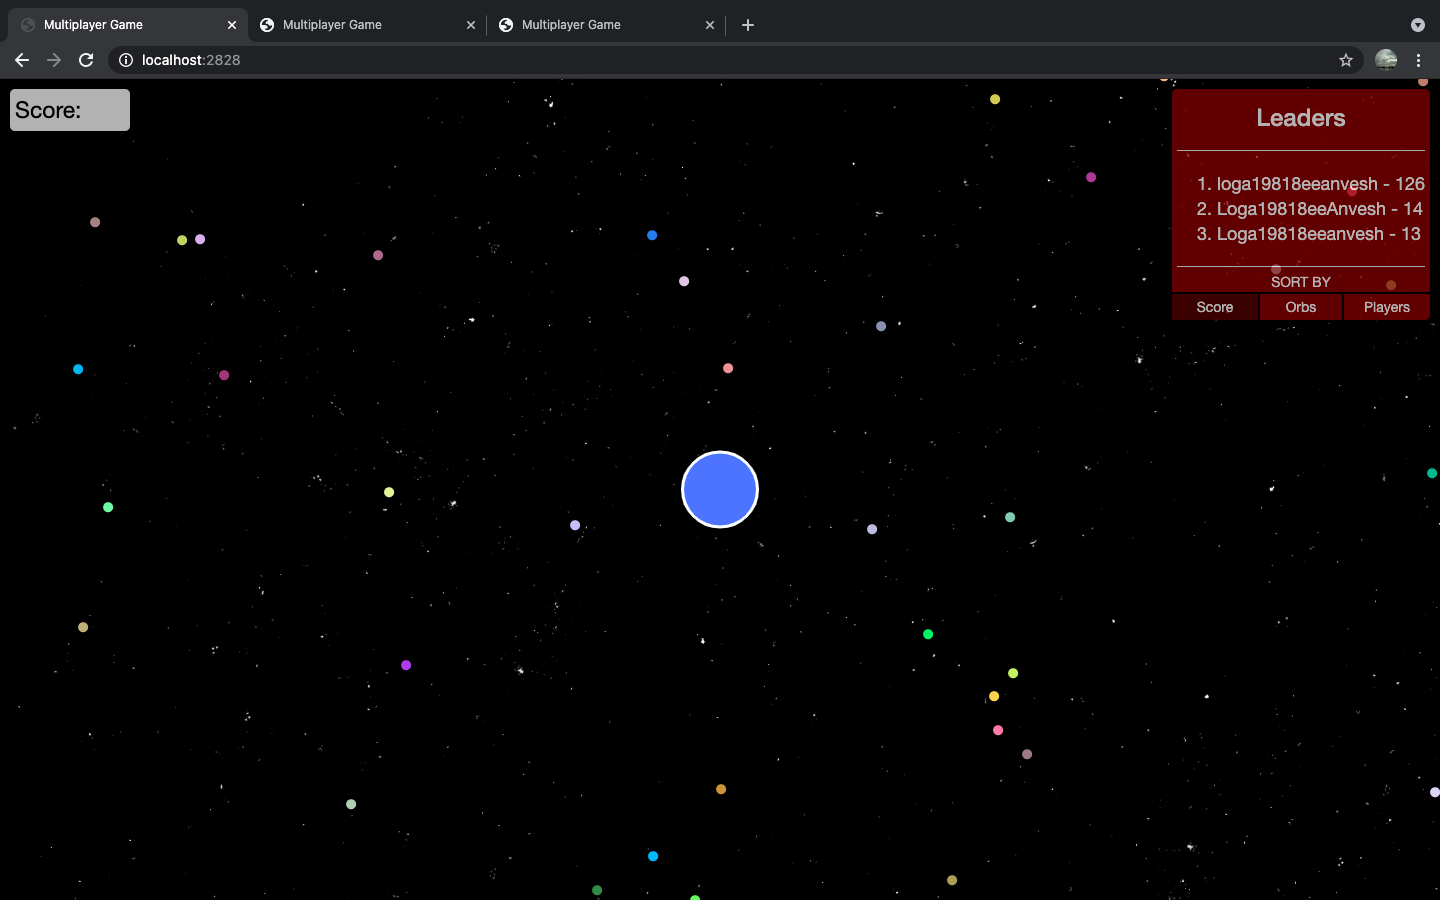 Multiplayer Game
Multiplayer Game
Multiplayer Game
localhost:2828
Score:
Leaders
1. loga19818eeanvesh - 126
2. Loga19818eeAnvesh - 14
3. Loga19818eeanvesh - 13
SORT BY
Score Orbs Players